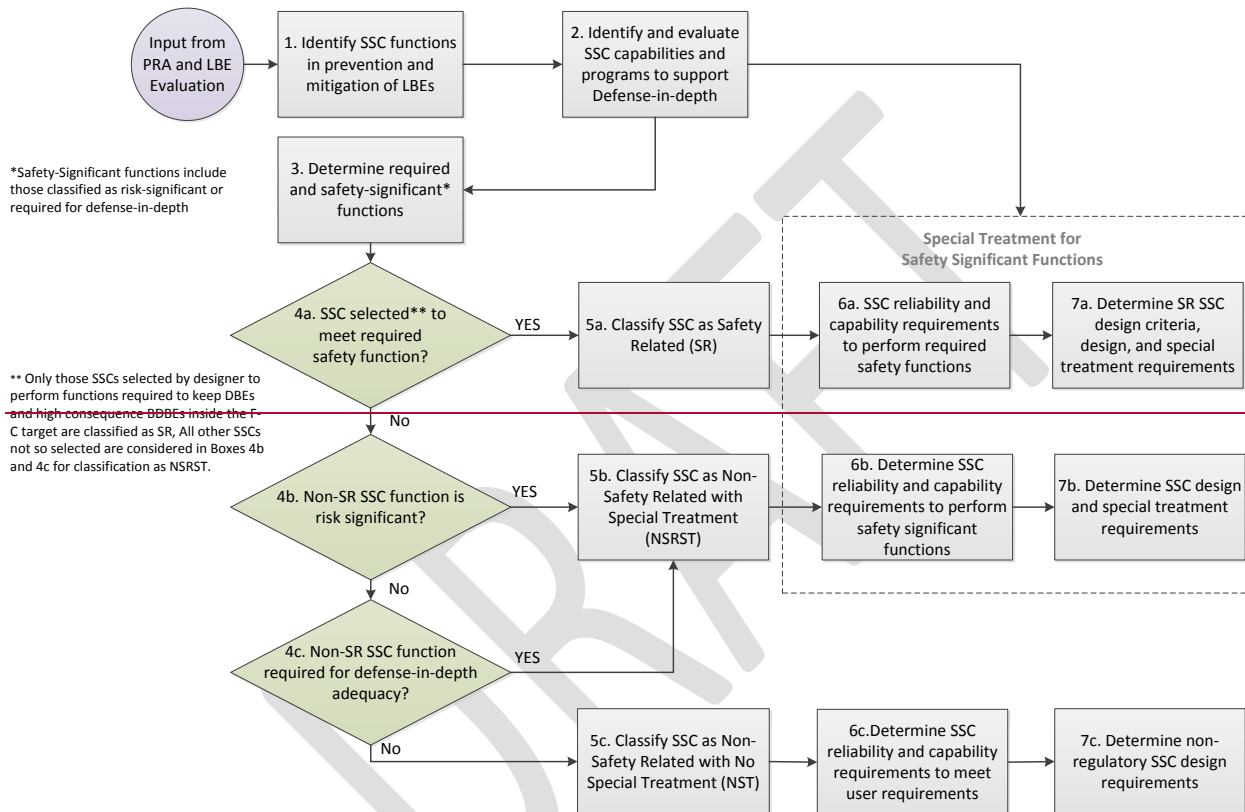 Input from
PRA and LBE
Evaluation
1. Identify SSC functions
in prevention and
mitigation of LBEs
2. Identify and evaluate
SSC capabilities and
programs to support
Defense-in-depth
*Safety-Significant functions include
those classified as risk-significant or
required for defense-in-depth
3. Determine required
and safety-significant*
functions
Special Treatment for
Safety Significant Functions
4a. SSC selected** to
meet required
safety function?
YES
5a. Classify SSC as Safety
Related (SR)
6a. SSC reliability and
capability requirements
to perform required
safety functions
7a. Determine SR SSC
design criteria,
design, and special
treatment requirements
** Only those SSCs selected by designer to
perform functions required to keep DBEs
and high consequence BDBEs inside the F-
C target are classified as SR, All other SSCs
not so selected are considered in Boxes 4b
and 4c for classification as NSRST.
No
4b. Non-SR SSC function is
risk significant?
YES
5b. Classify SSC as Non-
Safety Related with
Special Treatment
(NSRST)
6b. Determine SSC
reliability and capability
requirements to perform
safety significant
functions
7b. Determine SSC design
and special treatment
requirements
No
4c. Non-SR SSC function
required for defense-in-depth
adequacy?
YES
No
5c. Classify SSC as Non-
Safety Related with No
Special Treatment (NST)
6c.Determine SSC
reliability and capability
requirements to meet
user requirements
7c. Determine non-
regulatory SSC design
requirements
DRAFT